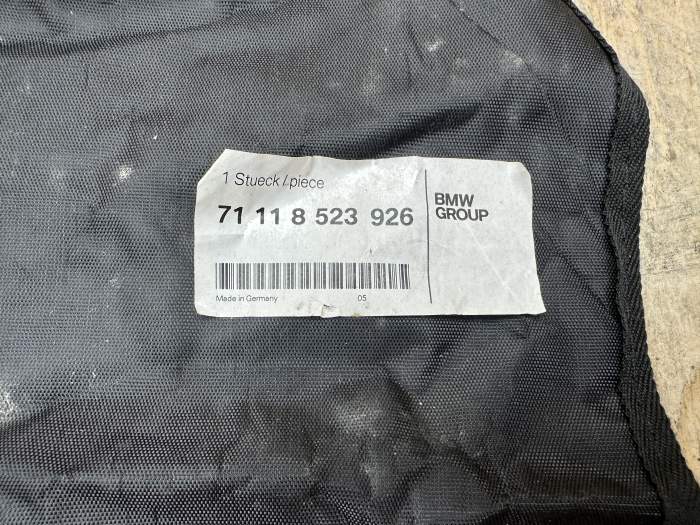 1 Stueck / piece
71 11 8 523 926
BMW
GROUP
Made in Germany 05